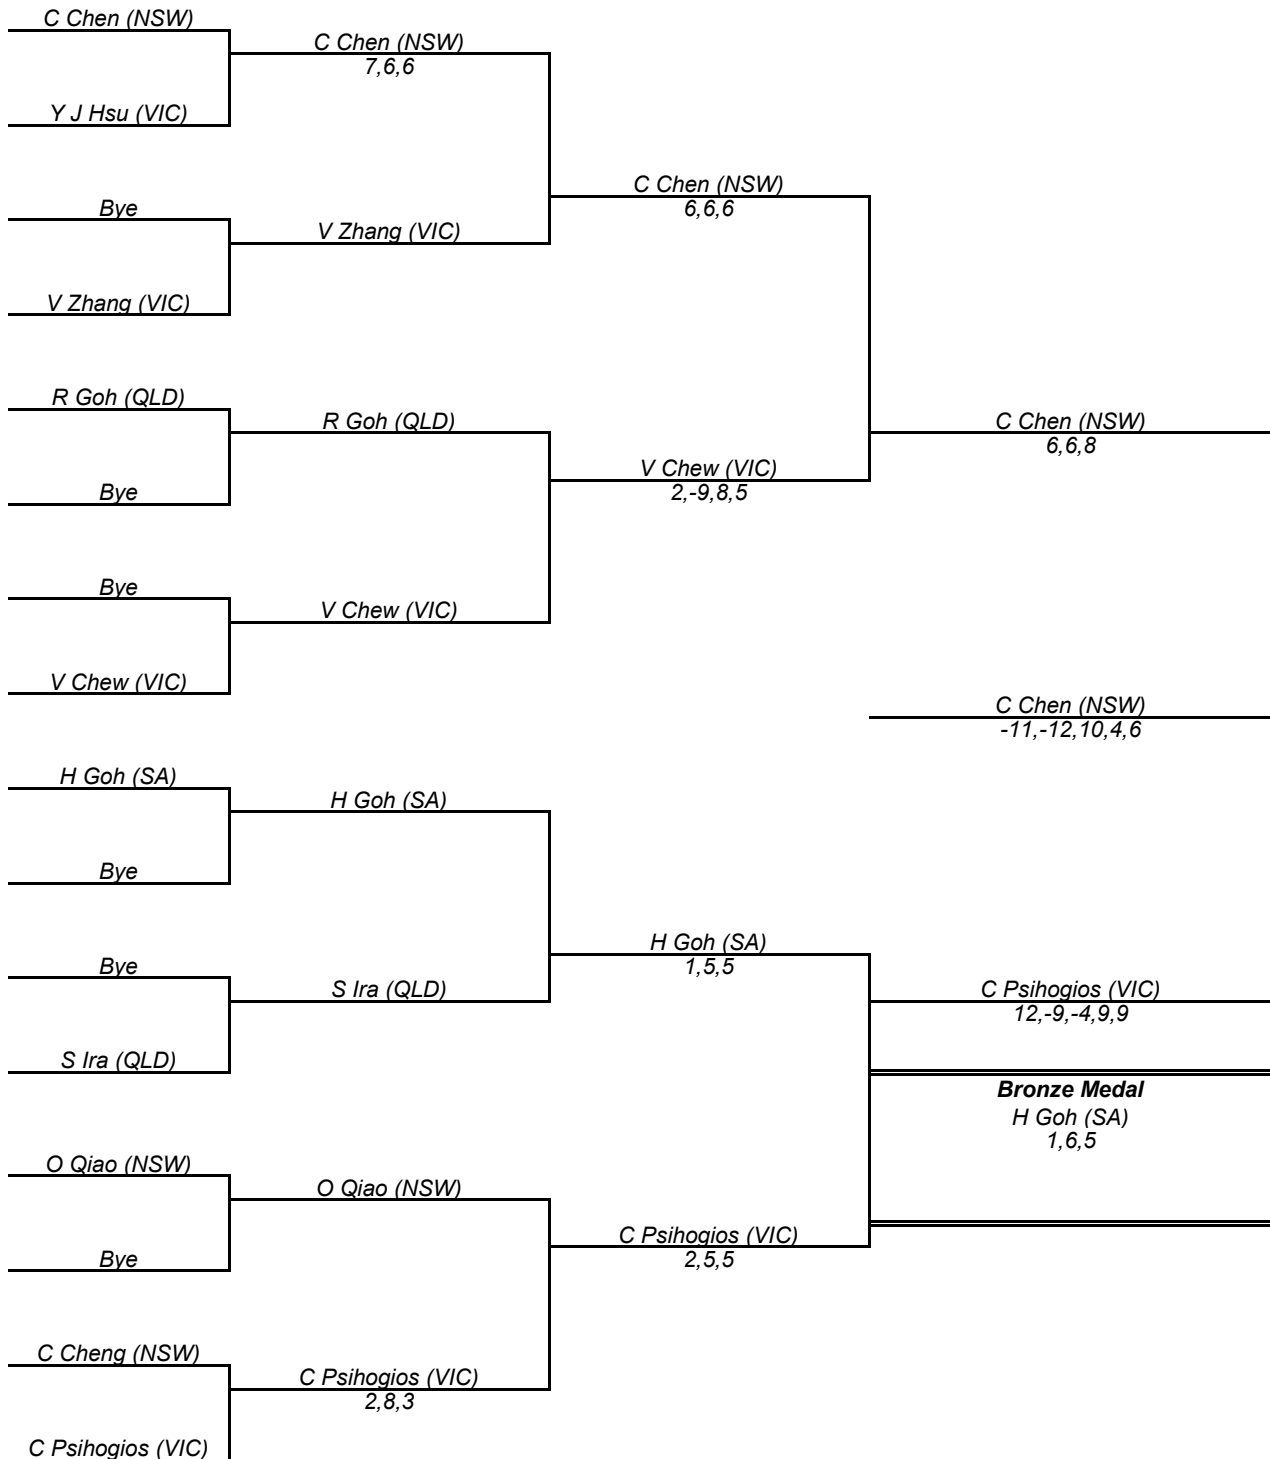 C Chen (NSW)
C Chen (NSW)
7,6,6
Y J Hsu (VIC)
C Chen (NSW)
6,6,6
Bye
V Zhang (VIC)
V Zhang (VIC)
R Goh (QLD)
R Goh (QLD)
C Chen (NSW)
6,6,8
V Chew (VIC)
2,-9,8,5
Bye
Bye
V Chew (VIC)
V Chew (VIC)
C Chen (NSW)
-11,-12,10,4,6
H Goh (SA)
H Goh (SA)
Bye
H Goh (SA)
1,5,5
Bye
S Ira (QLD)
C Psihogios (VIC)
12,-9,-4,9,9
S Ira (QLD)
Bronze Medal
H Goh (SA)
1,6,5
O Qiao (NSW)
O Qiao (NSW)
C Psihogios (VIC)
2,5,5
Bye
C Cheng (NSW)
C Psihogios (VIC)
2,8,3
C Psihogios (VIC)